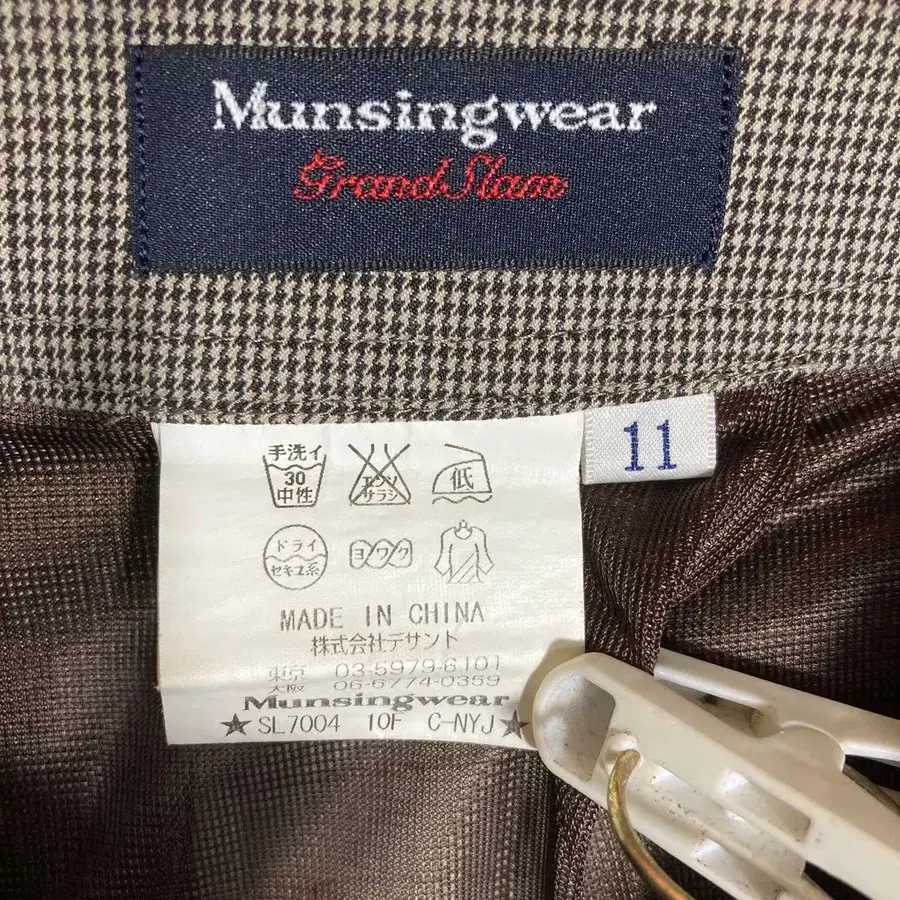 Munsingwear
Grand Slam
11
手洗イ
30
中性
エンソ
サラシ
低
ドライ
セキユ系
ヨワク
MADE IN CHINA
株式会社デサント
東京 03-5979-6101
大阪 06-6774-0359
Munsingwear
★SL7004 10F C-NYJ★